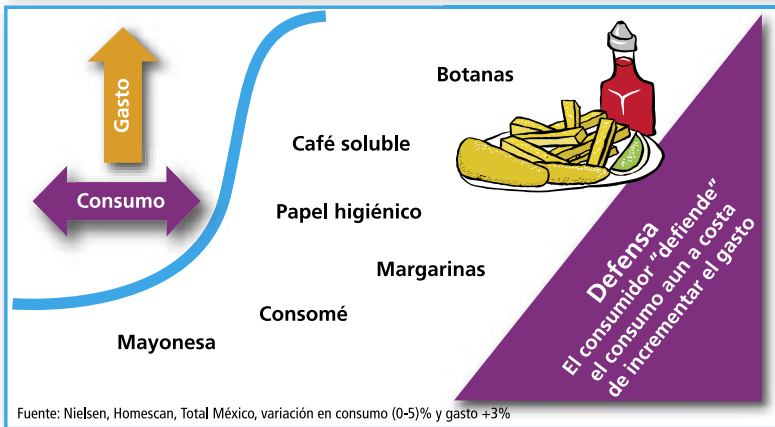 Gasto
Consumo
Botanas
Café soluble
Papel higiénico
Margarinas
Consomé
Mayonesa
Defensa
El consumidor "defiende"
el consumo aun a costa
de incrementar el gasto
Fuente: Nielsen, Homescan, Total México, variación en consumo (0-5)% y gasto +3%